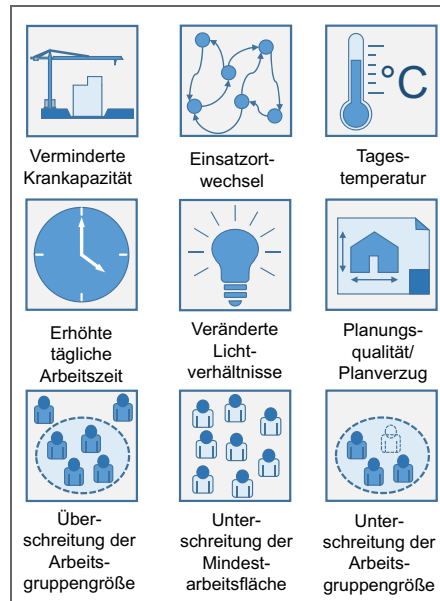 °C
Verminderte
Krankapazität
Einsatzort-
wechsel
Tages-
temperatur
Erhöhte
tägliche
Arbeitszeit
Veränderte
Licht-
verhältnisse
Planungs-
qualität/
Planverzug
Über-
schreitung der
Arbeits-
gruppengröße
Unter-
schreitung der
Mindest-
arbeitsfläche
Unter-
schreitung der
Arbeits-
gruppengröße